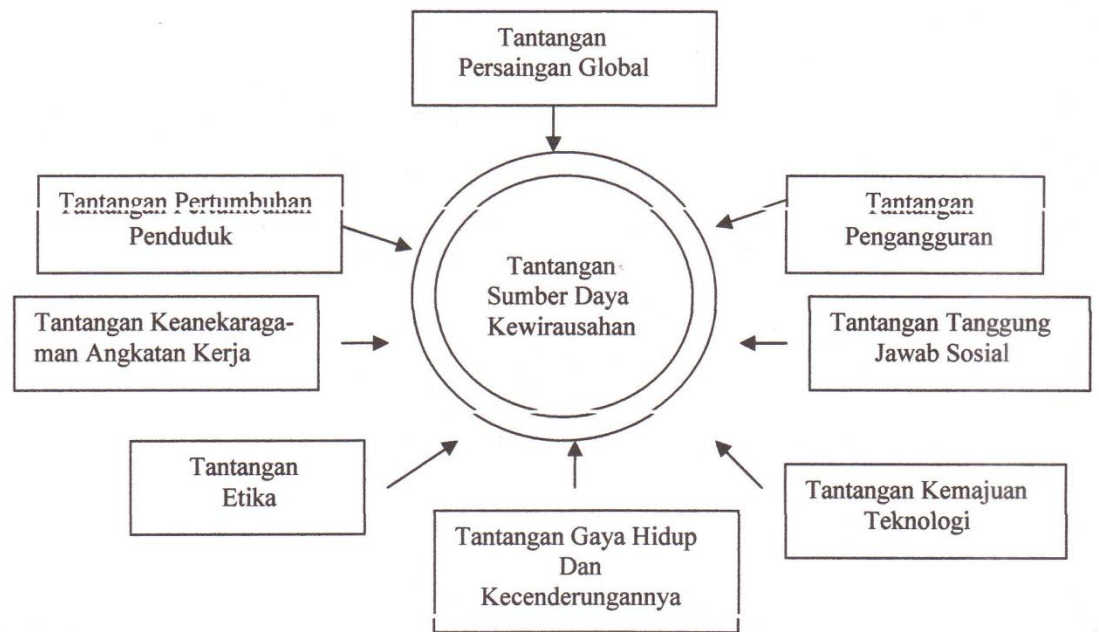 Tantangan
Persaingan Global
Tantangan Pertumbuhan
Penduduk
Tantangan
Pengangguran
Tantangan
Sumber Daya
Kewirausahan
Tantangan Keanekaraga-
man Angkatan Kerja
Tantangan Tanggung
Jawab Sosial
Tantangan
Etika
Tantangan Kemajuan
Teknologi
Tantangan Gaya Hidup
Dan
Kecenderungannya